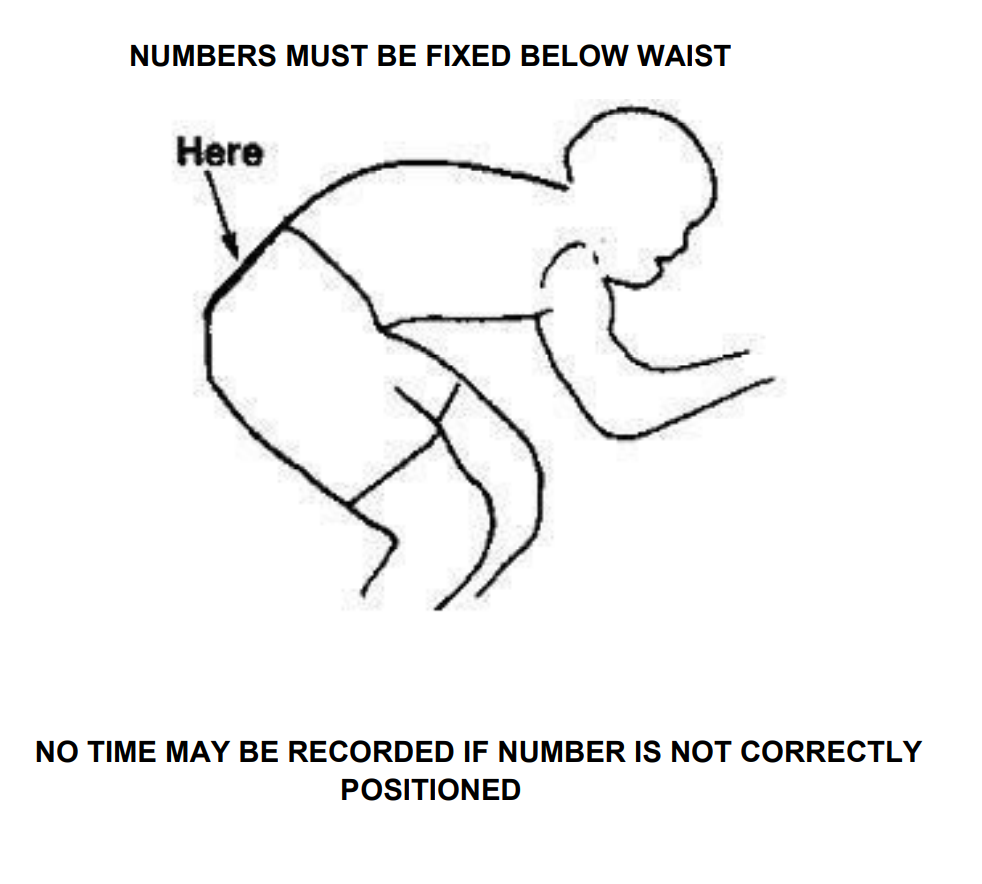 NUMBERS MUST BE FIXED BELOW WAIST
Here
NO TIME MAY BE RECORDED IF NUMBER IS NOT CORRECTLY
POSITIONED